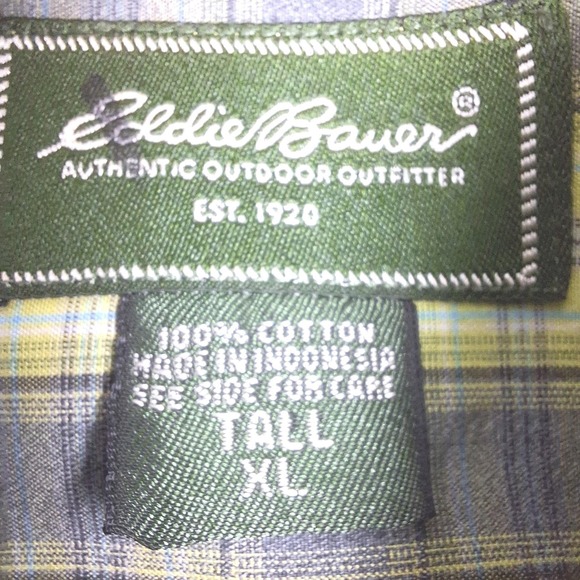 Eddie Bauer ®
AUTHENTIC OUTDOOR OUTFITTER
EST. 1920
100% COTTON
MADE IN INDONESIA
SEE SIDE FOR CARE
TALL
XL